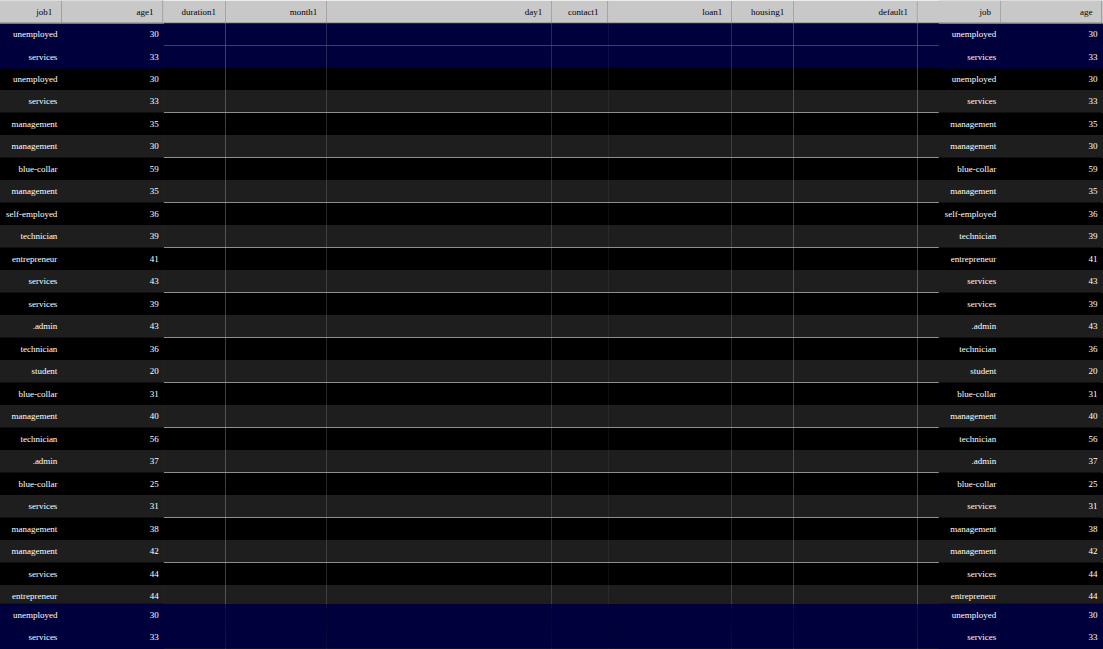 job1 age1 duration1 month1 day1 contact1 loan1 housing1 default1 job age
unemployed 30 unemployed 30
services 33 services 33
unemployed 30 unemployed 30
services 33 services 33
management 35 management 35
management 30 management 30
blue-collar 59 blue-collar 59
management 35 management 35
self-employed 36 self-employed 36
technician 39 technician 39
entrepreneur 41 entrepreneur 41
services 43 services 43
services 39 services 39
.admin 43 .admin 43
technician 36 technician 36
student 20 student 20
blue-collar 31 blue-collar 31
management 40 management 40
technician 56 technician 56
.admin 37 .admin 37
blue-collar 25 blue-collar 25
services 31 services 31
management 38 management 38
management 42 management 42
services 44 services 44
entrepreneur 44 entrepreneur 44
unemployed 30 unemployed 30
services 33 services 33